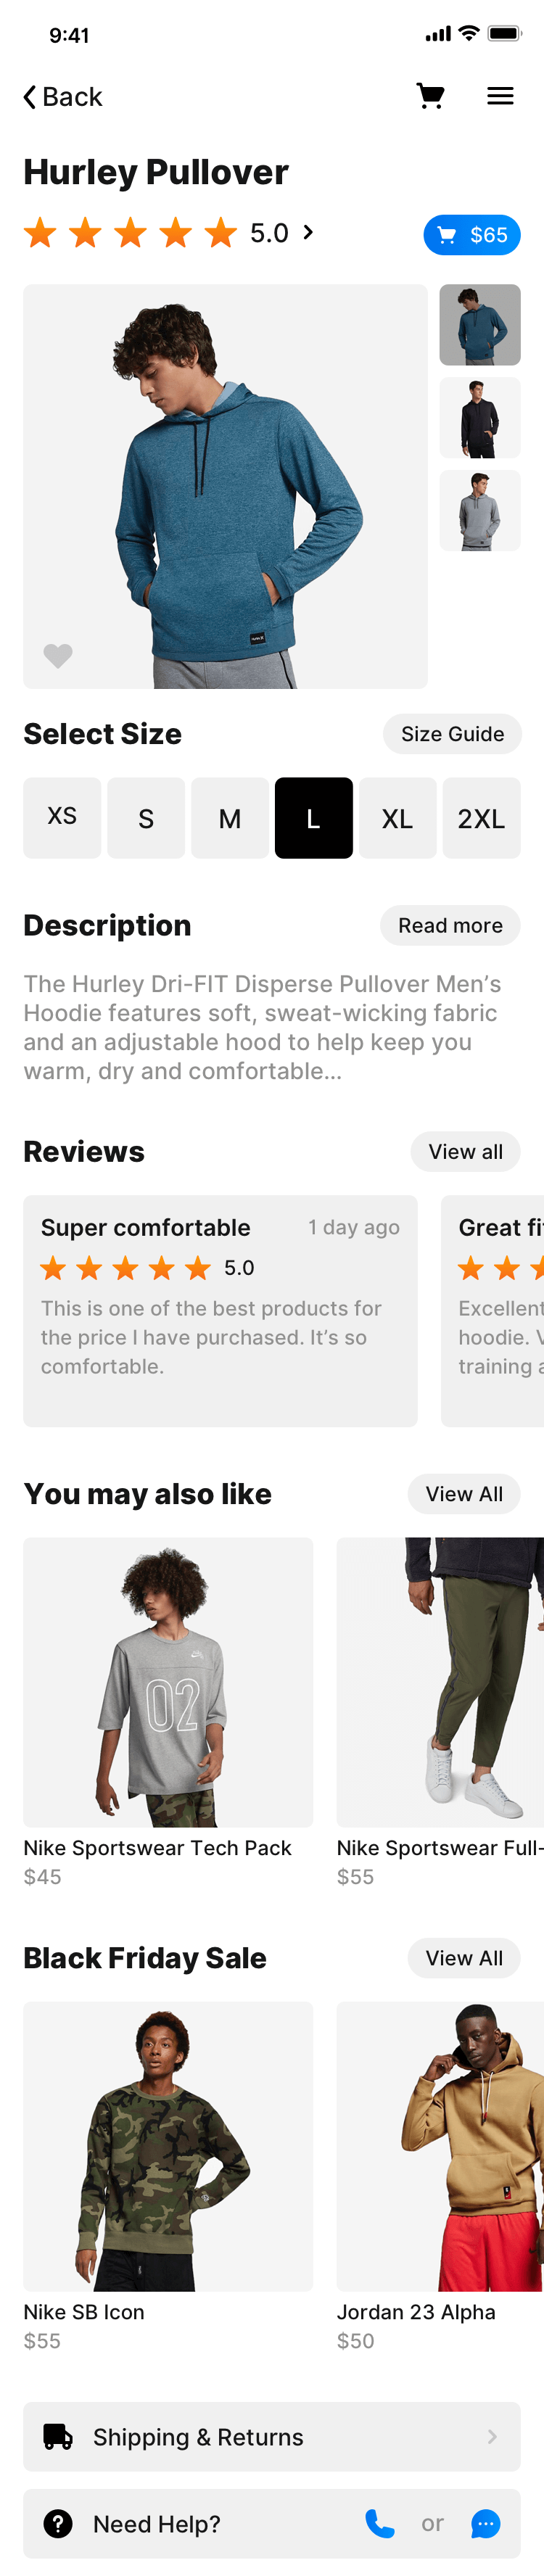 9:41
Back
Hurley Pullover
5.0
$65
Select Size
Size Guide
XS
S
M
L
XL
2XL
Description
Read more
The Hurley Dri-FIT Disperse Pullover Men’s
Hoodie features soft, sweat-wicking fabric
and an adjustable hood to help keep you
warm, dry and comfortable...
Reviews
View all
Super comfortable
1 day ago
5.0
This is one of the best products for
the price I have purchased. It’s so
comfortable.
Great fi
Excellent
hoodie. V
training a
You may also like
View All
02
Nike Sportswear Tech Pack
$45
Nike Sportswear Full-
$55
Black Friday Sale
View All
Nike SB Icon
$55
Jordan 23 Alpha
$50
Shipping & Returns
Need Help?
or